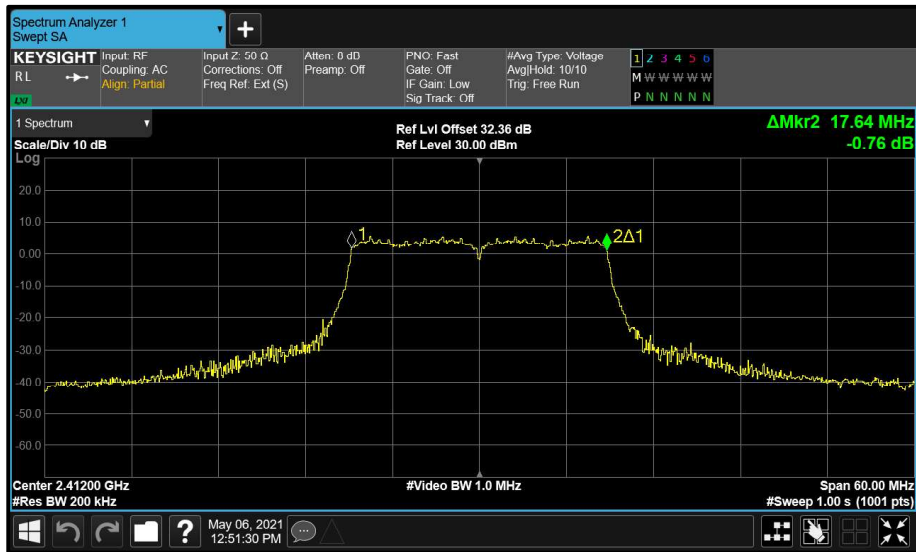 Spectrum Analyzer 1
Swept SA
KEYSIGHT
RL
LXI
Input: RF
Coupling: AC
Align: Partial
Input Z: 50 Ω
Corrections: Off
Freq Ref: Ext (S)
Atten: 0 dB
Preamp: Off
PNO: Fast
Gate: Off
IF Gain: Low
Sig Track: Off
#Avg Type: Voltage
Avg|Hold: 10/10
Trig: Free Run
1 2 3 4 5 6
M W W W W W
P N N N N N
1 Spectrum
Scale/Div 10 dB
Ref Lvl Offset 32.36 dB
Ref Level 30.00 dBm
ΔMkr2 17.64 MHz
-0.76 dB
Log
20.0
10.0
0.00
-10.0
-20.0
-30.0
-40.0
-50.0
-60.0
1
2Δ1
Center 2.41200 GHz
#Res BW 200 kHz
#Video BW 1.0 MHz
Span 60.00 MHz
#Sweep 1.00 s (1001 pts)
?
May 06, 2021
12:51:30 PM